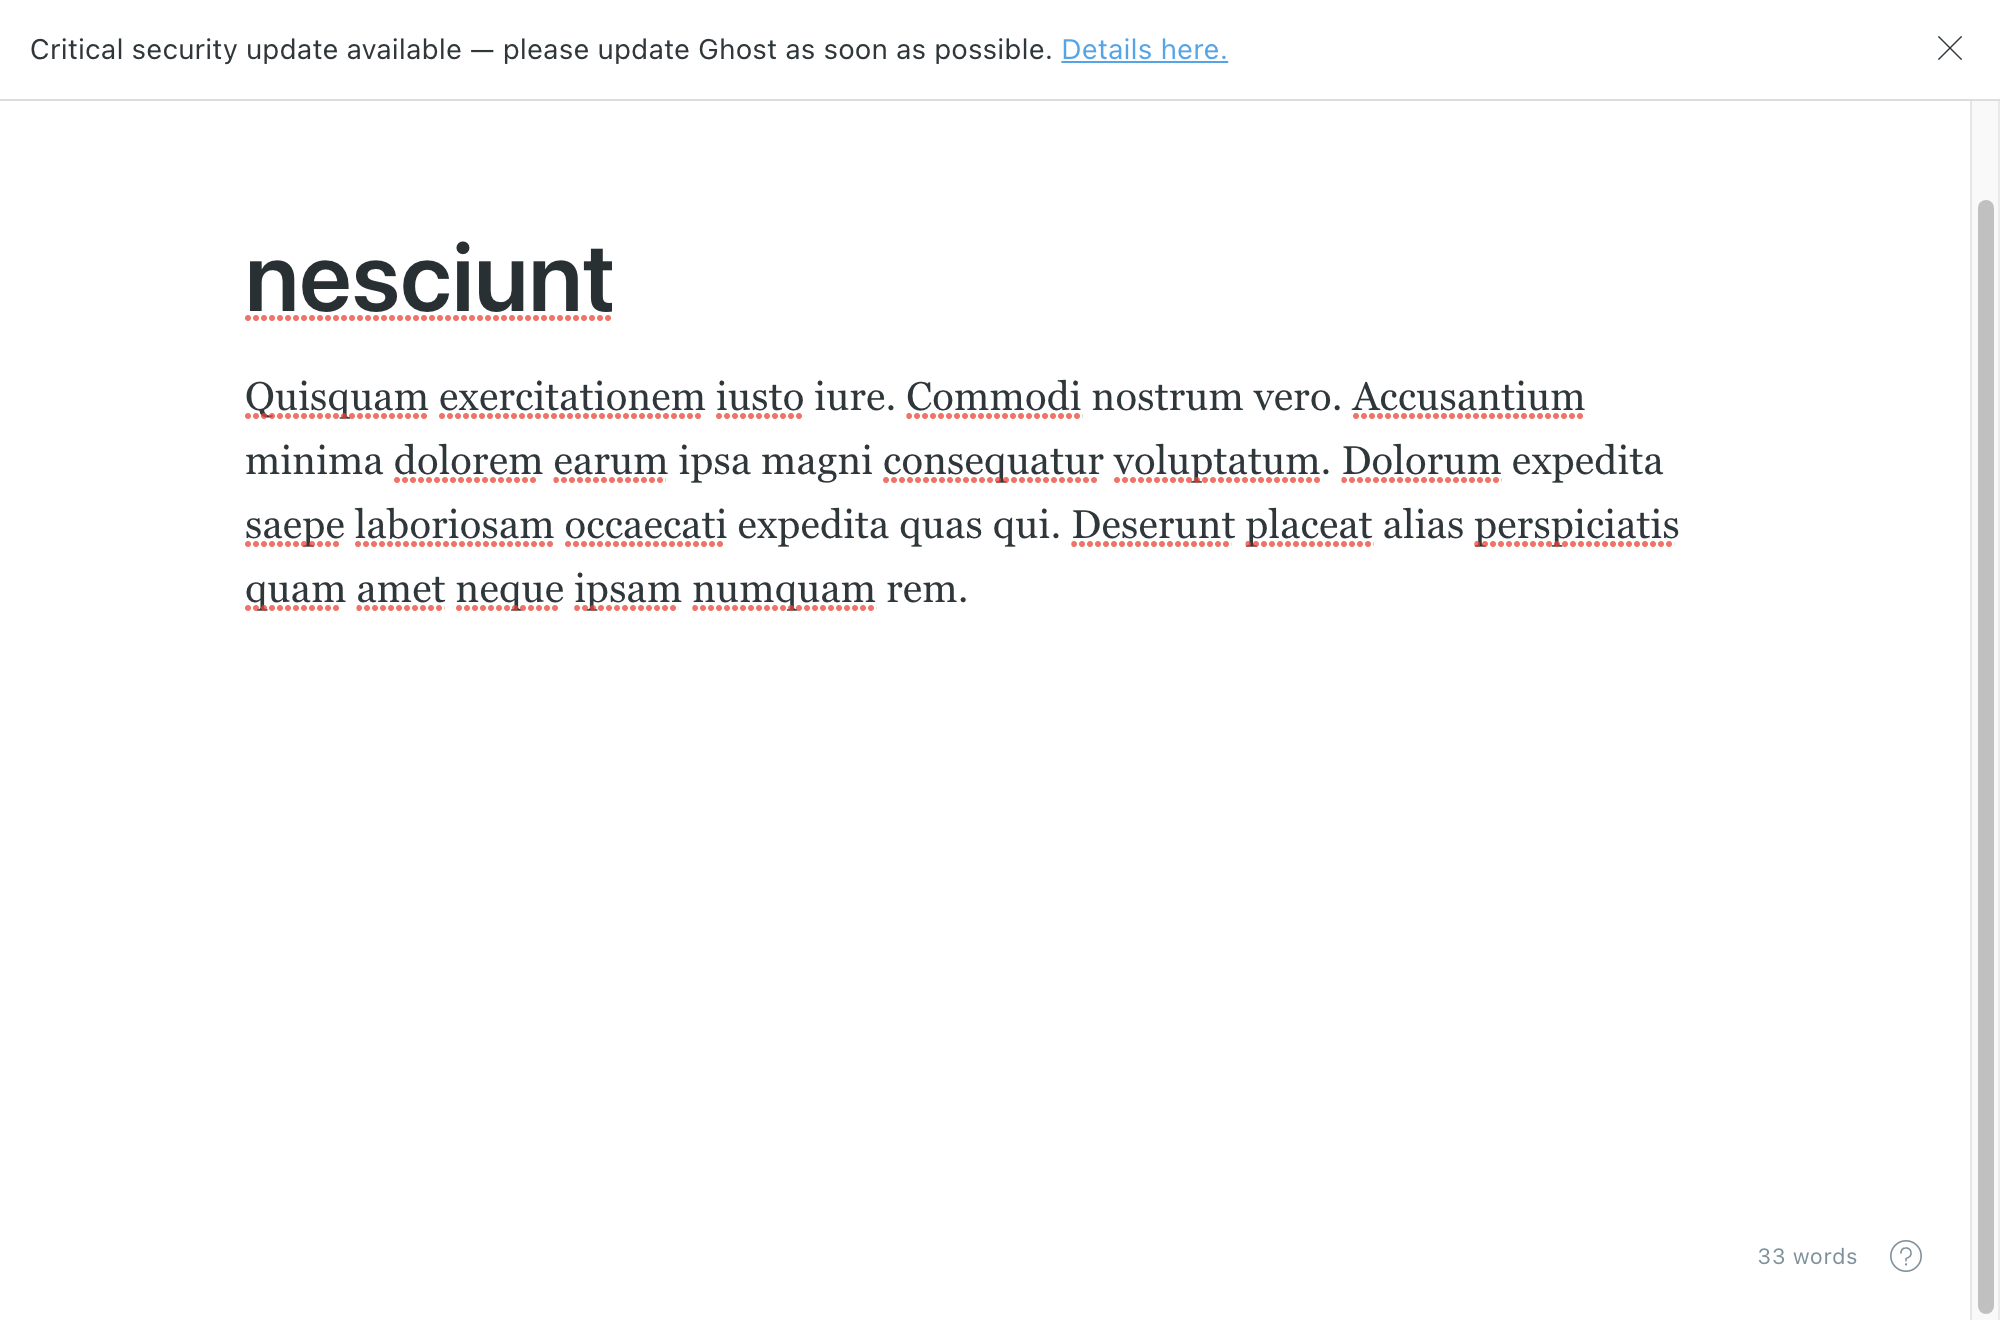 Critical security update available — please update Ghost as soon as possible. Details here.
nesciunt
Quisquam exercitationem iusto iure. Commodi nostrum vero. Accusantium
minima dolorem earum ipsa magni consequatur voluptatum. Dolorum expedita
saepe laboriosam occaecati expedita quas qui. Deserunt placeat alias perspiciatis
quam amet neque ipsam numquam rem.
33 words
?